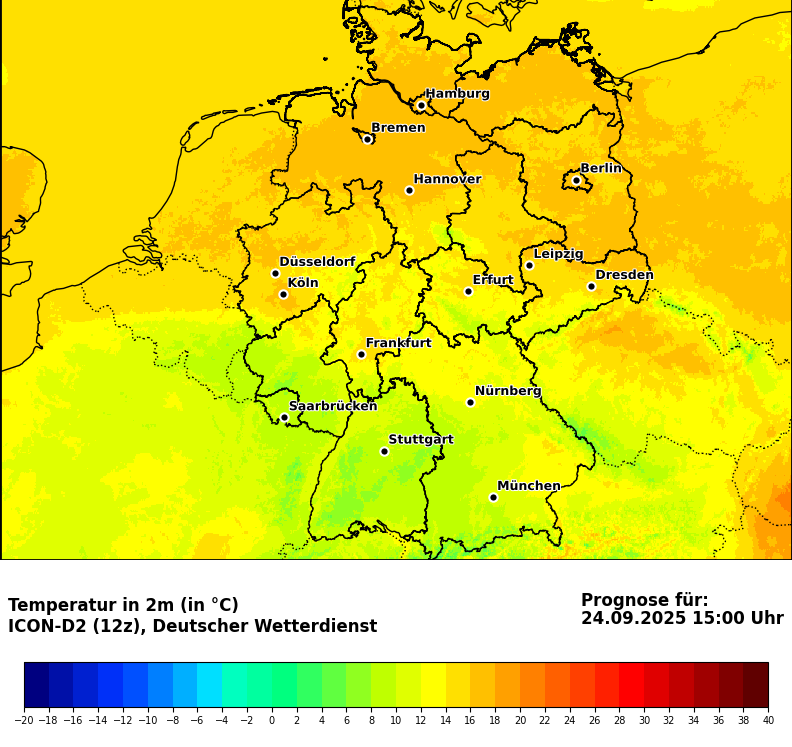 Hamburg
Bremen
Berlin
Hannover
Leipzig
Düsseldorf
Dresden
Erfurt
Köln
Frankfurt
Nürnberg
Saarbrücken
Stuttgart
München
Temperatur in 2m (in °C)
ICON-D2 (12z), Deutscher Wetterdienst
Prognose für:
24.09.2025 15:00 Uhr
−20 −18 −16 −14 −12 −10 −8 −6 −4 −2 0 2 4 6 8 10 12 14 16 18 20 22 24 26 28 30 32 34 36 38 40